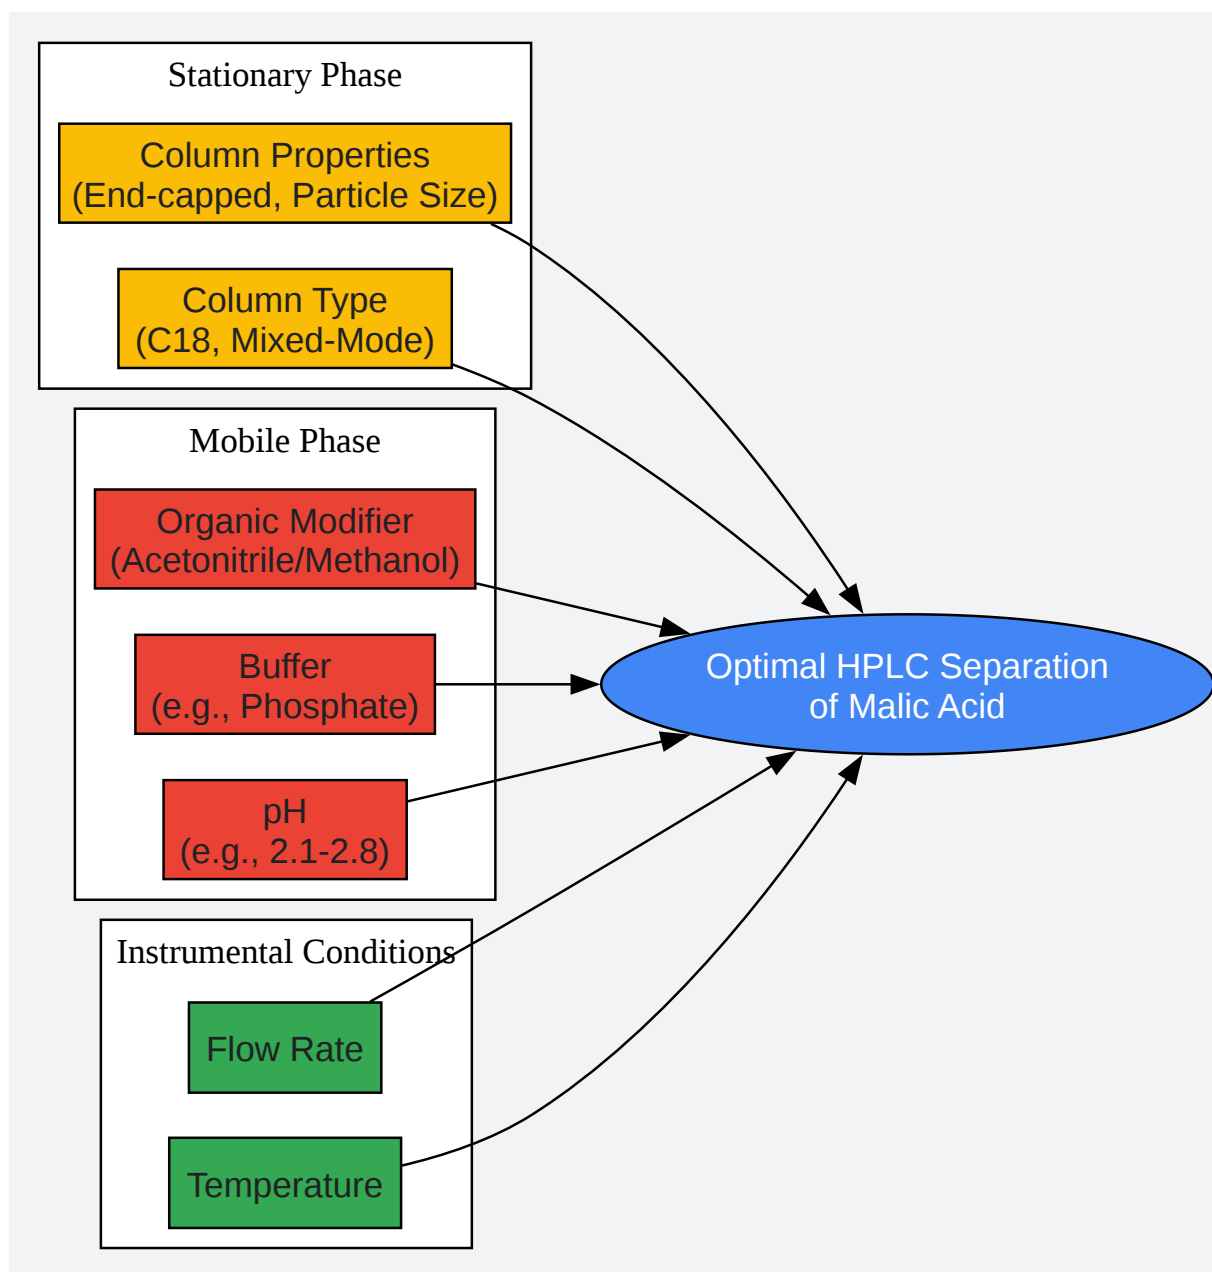 Stationary Phase
Column Properties
(End-capped, Particle Size)
Column Type
(C18, Mixed-Mode)
Mobile Phase
Organic Modifier
(Acetonitrile/Methanol)
Buffer
(e.g., Phosphate)
pH
(e.g., 2.1-2.8)
Instrumental Conditions
Flow Rate
Temperature
Optimal HPLC Separation
of Malic Acid